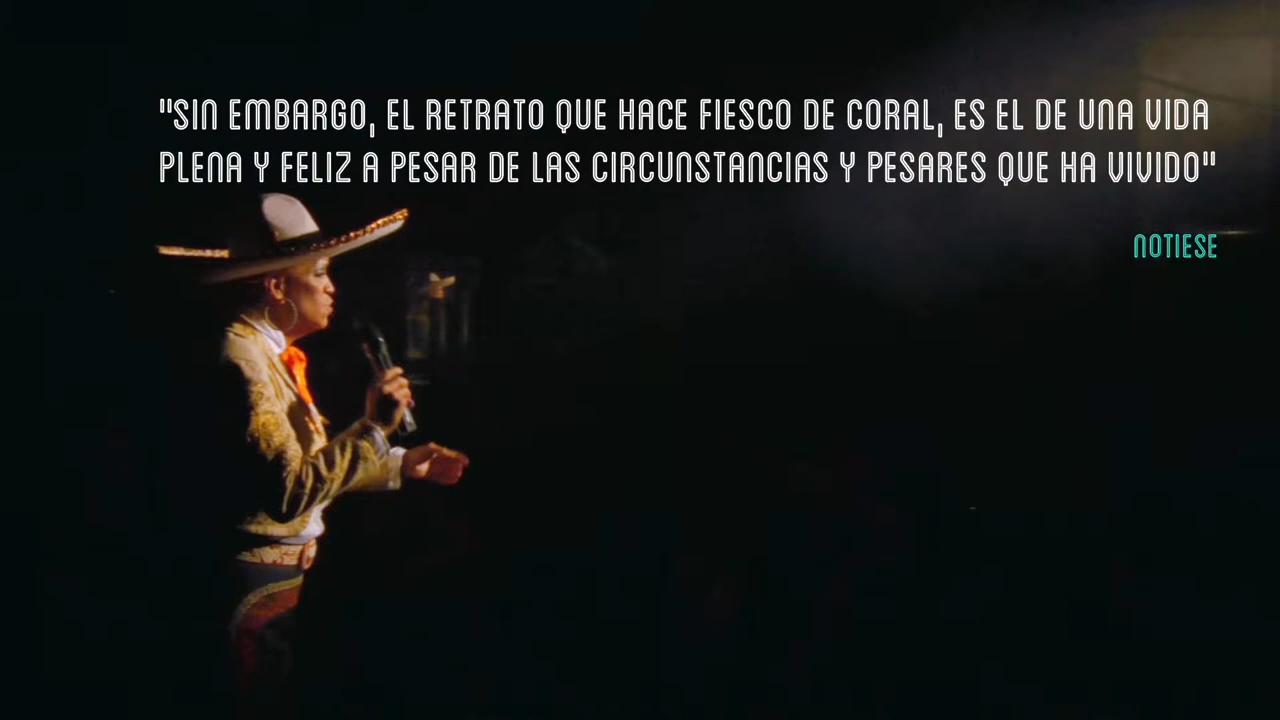 "SIN EMBARGO, EL RETRATO QUE HACE FIESCO DE CORAL, ES EL DE UNA VIDA
PLENA Y FELIZ A PESAR DE LAS CIRCUNSTANCIAS Y PESARES QUE HA VIVIDO"
NOTIESE